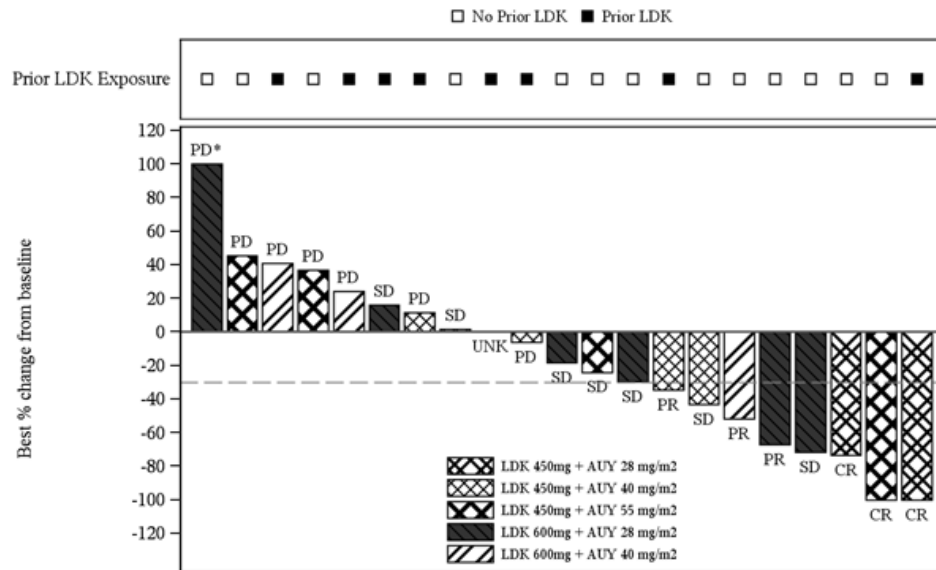 No Prior LDK Prior LDK
Prior LDK Exposure
Best % change from baseline
120
100
80
60
40
20
0
-20
-40
-60
-80
-100
-120
PD*
PD
PD
PD
PD
SD
PD
SD
UNK
PD
SD
SD
SD
PR
SD
PR
PR
SD
CR
CR
CR
LDK 450mg + AUY 28 mg/m2
LDK 450mg + AUY 40 mg/m2
LDK 450mg + AUY 55 mg/m2
LDK 600mg + AUY 28 mg/m2
LDK 600mg + AUY 40 mg/m2